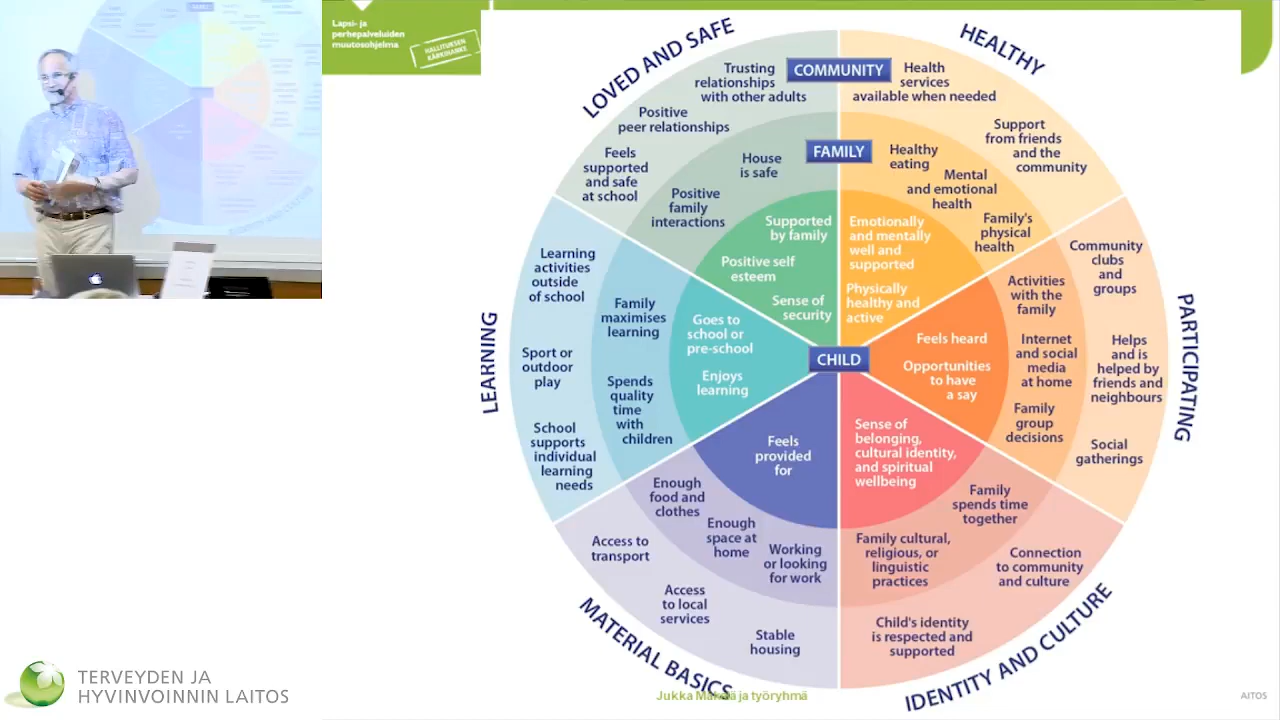 Lapsi- ja
perhepalveluiden
muutosohjelma
HALLITUKSEN
KÄRKIHANKE
LOVED AND SAFE
HEALTHY
PARTICIPATING
IDENTITY AND CULTURE
MATERIAL BASICS
LEARNING
COMMUNITY
FAMILY
CHILD
Trusting
relationships
with other adults
Positive
peer relationships
Feels
supported
and safe
at school
House
is safe
Positive
family
interactions
Supported
by family
Positive self
esteem
Sense of
security
Health
services
available when needed
Support
from friends
and the
community
Healthy
eating
Mental
and emotional
health
Family's
physical
health
Emotionally
and mentally
well and
supported
Physically
healthy and
active
Community
clubs
and
groups
Helps
and is
helped by
friends and
neighbours
Social
gatherings
Activities
with the
family
Internet
and social
media
at home
Family
group
decisions
Feels heard
Opportunities
to have
a say
Sense of
belonging,
cultural identity,
and spiritual
wellbeing
Family
spends time
together
Family cultural,
religious, or
linguistic
practices
Connection
to community
and culture
Child's identity
is respected and
supported
Feels
provided
for
Enough
food and
clothes
Enough
space at
home
Working
or looking
for work
Access to
transport
Access
to local
services
Stable
housing
Goes to
school or
pre-school
Enjoys
learning
Family
maximises
learning
Spends
quality
time
with
children
Learning
activities
outside
of school
Sport or
outdoor
play
School
supports
individual
learning
needs
Jukka Mäkelä ja työryhmä
AITOS
TERVEYDEN JA
HYVINVOINNIN LAITOS